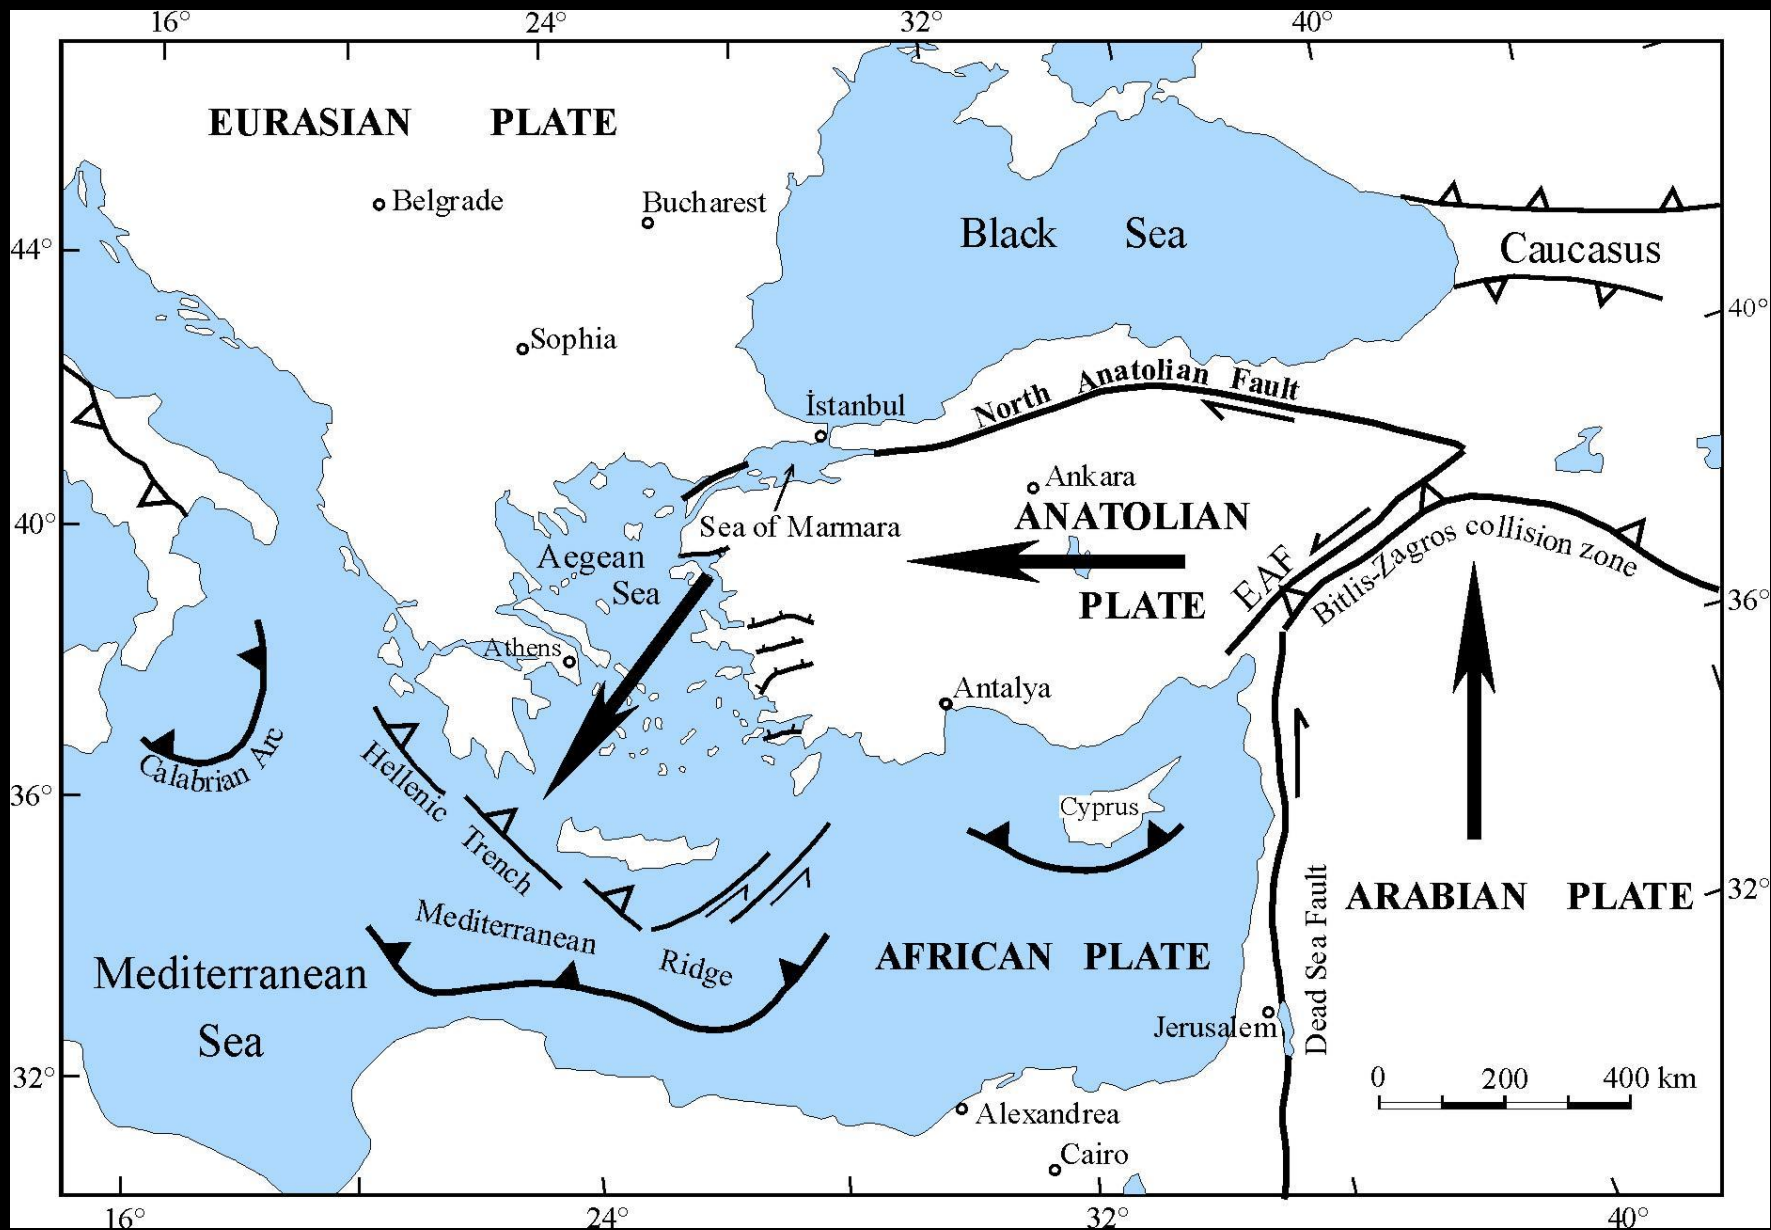 16°
24°
32°
40°
EURASIAN PLATE
Belgrade
Bucharest
Black Sea
Caucasus
44°
40°
Sophia
İstanbul
North Anatolian Fault
Ankara
ANATOLIAN
PLATE
Sea of Marmara
40°
Aegean
Sea
EAF
Bitlis-Zagros collision zone
36°
Athens
Antalya
Calabrian Arc
Hellenic
Trench
36°
Cyprus
Mediterranean
Ridge
Dead Sea Fault
ARABIAN PLATE
32°
AFRICAN PLATE
Mediterranean
Sea
Jerusalem
32°
0 200 400 km
Alexandrea
Cairo
16°
24°
32°
40°